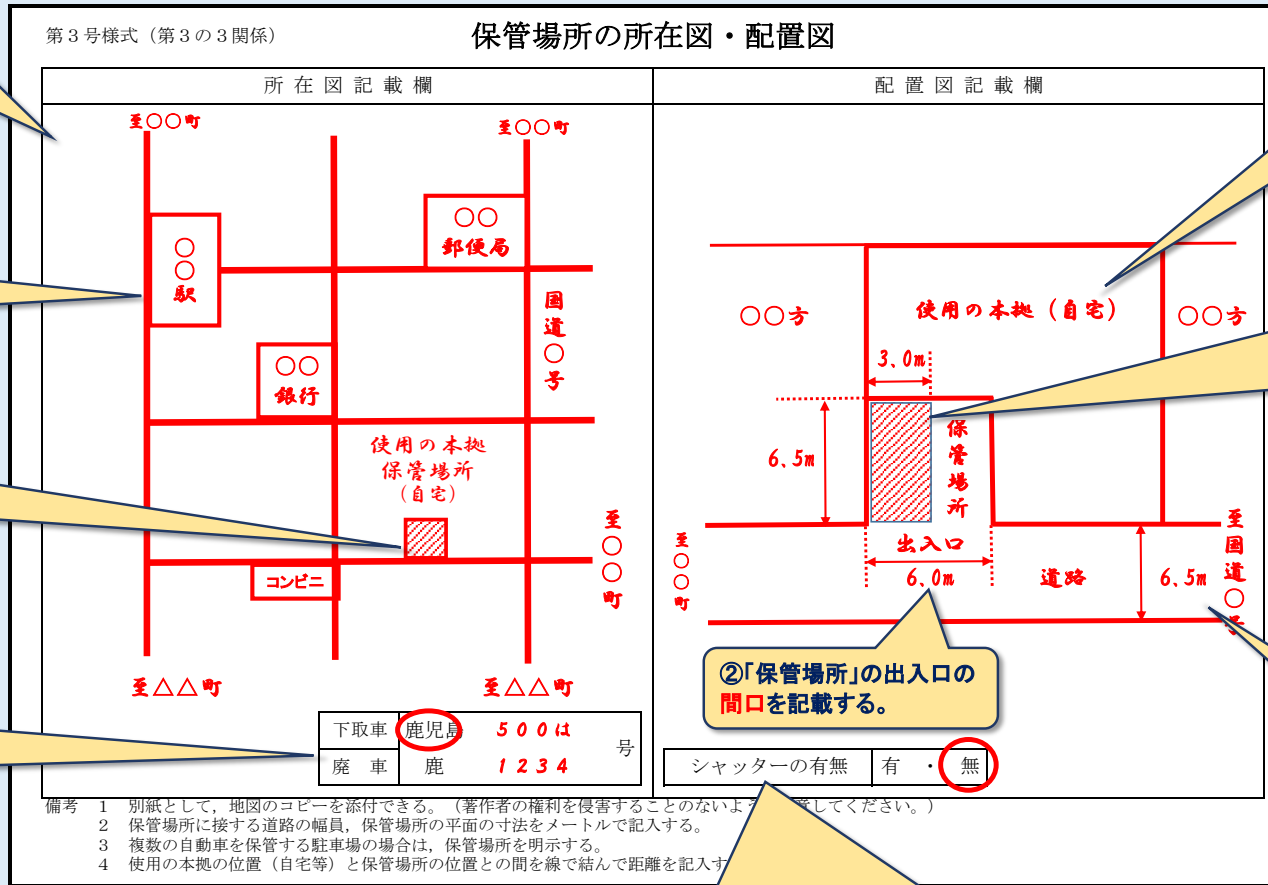 第３号様式（第３の３関係）
保管場所の所在図・配置図
所在図記載欄
至〇〇町
至〇〇町
〇〇駅
〇〇
郵便局
国道〇号
〇〇
銀行
使用の本拠
保管場所
（自宅）
コンビニ
至〇〇町
至△△町
至△△町
下取車 鹿児島 ５００は
号
廃車 鹿 １２３４
配置図記載欄
〇〇方
使用の本拠（自宅）
〇〇方
3.0m
6.5m
保管場所
出入口
6.0m
道路
6.5m
至〇〇町
至国道〇号
②「保管場所」の出入口の
間口を記載する。
シャッターの有無 有 ・ 無
備考 １ 別紙として，地図のコピーを添付できる。（著作者の権利を侵害することのないよ してください。）
２ 保管場所に接する道路の幅員，保管場所の平面の寸法をメートルで記入する。
３ 複数の自動車を保管する駐車場の場合は，保管場所を明示する。
４ 使用の本拠の位置（自宅等）と保管場所の位置との間を線で結んで距離を記入す